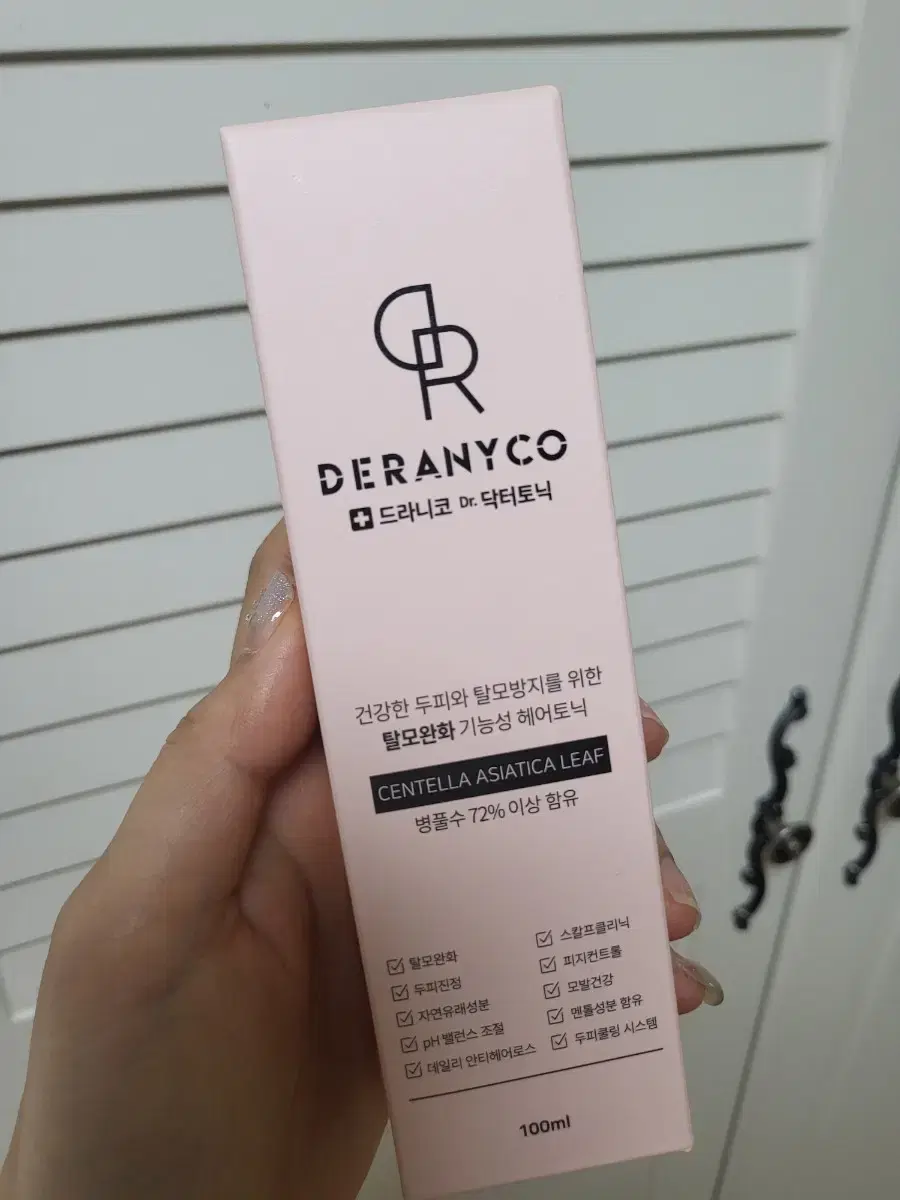 DR
DERANYCO
드라니코 Dr. 닥터토닉
건강한 두피와 탈모방지를 위한
탈모완화 기능성 헤어토닉
CENTELLA ASIATICA LEAF
병풀수 72% 이상 함유
탈모완화
두피진정
자연유래성분
pH 밸런스 조절
데일리 안티헤어로스
스칼프클리닉
피지컨트롤
모발건강
멘톨성분 함유
두피쿨링 시스템
100ml